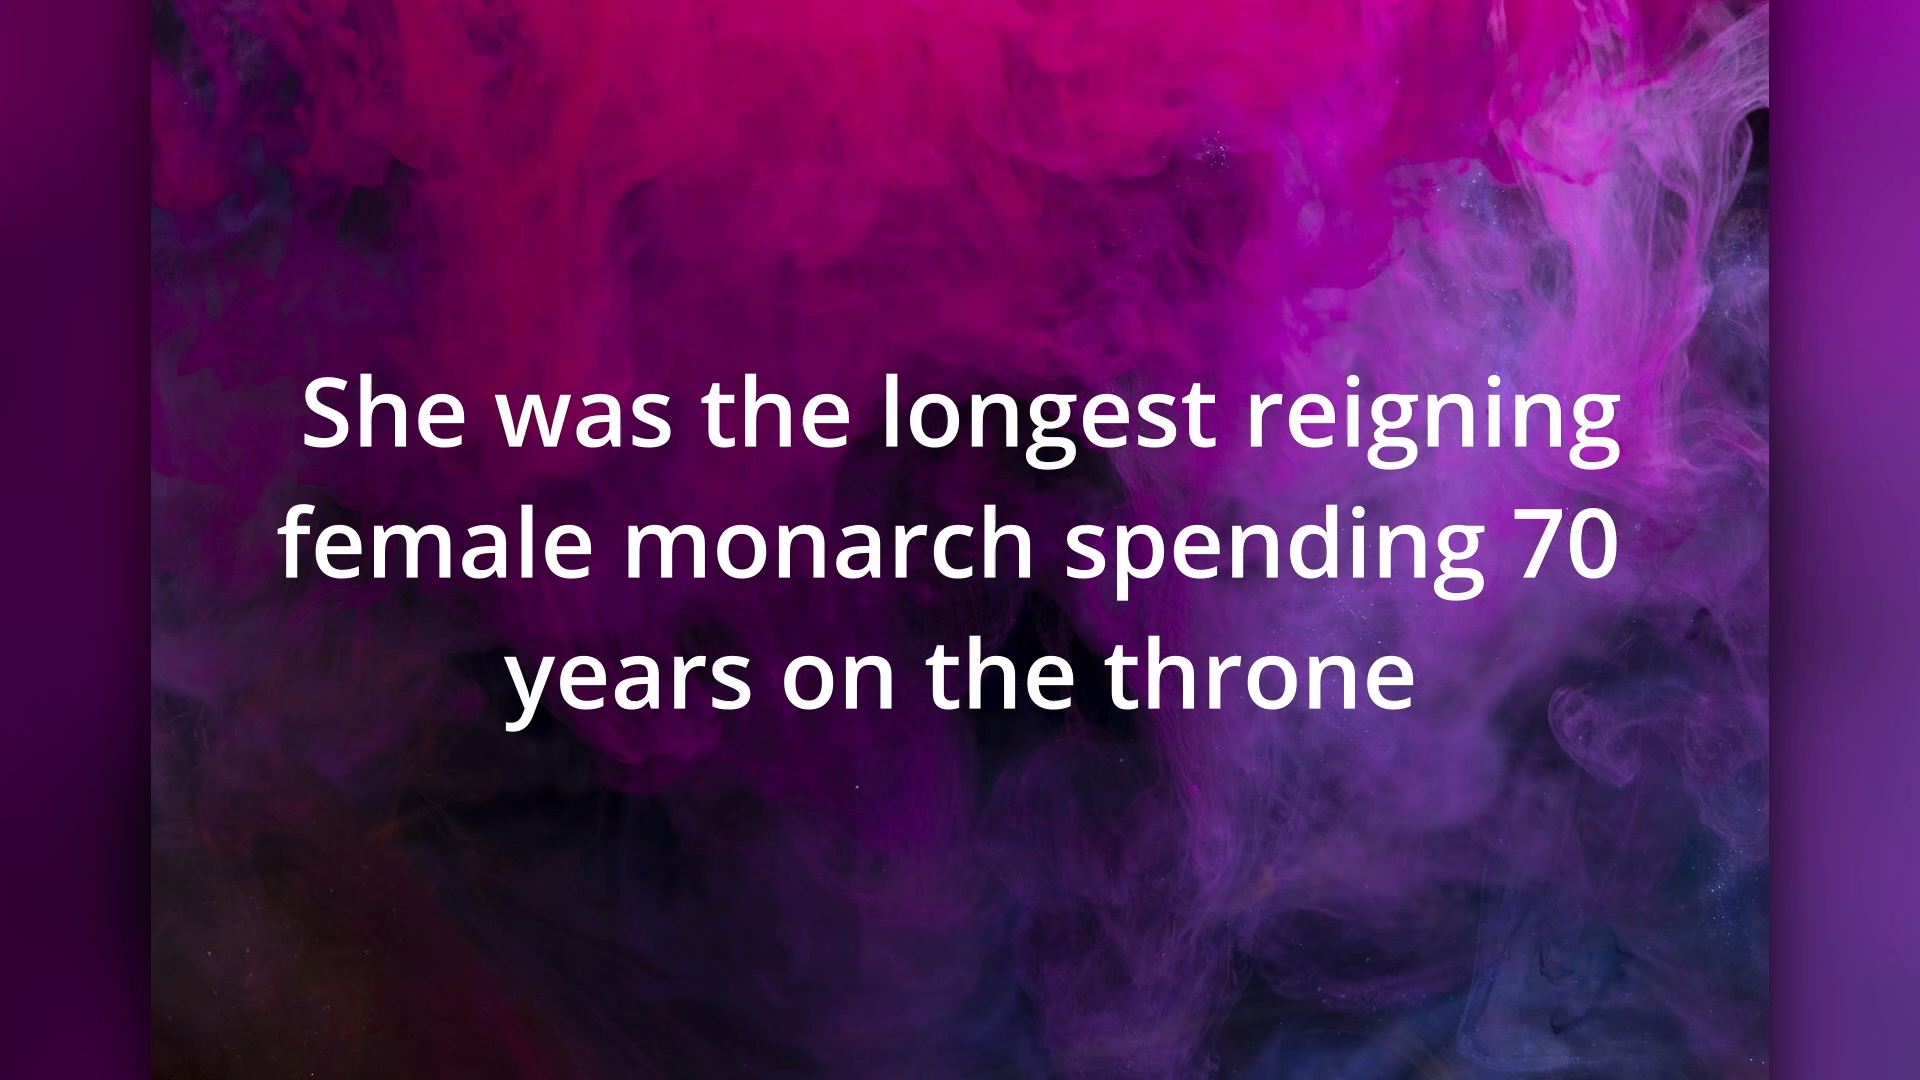 She was the longest reigning
female monarch spending 70
years on the throne